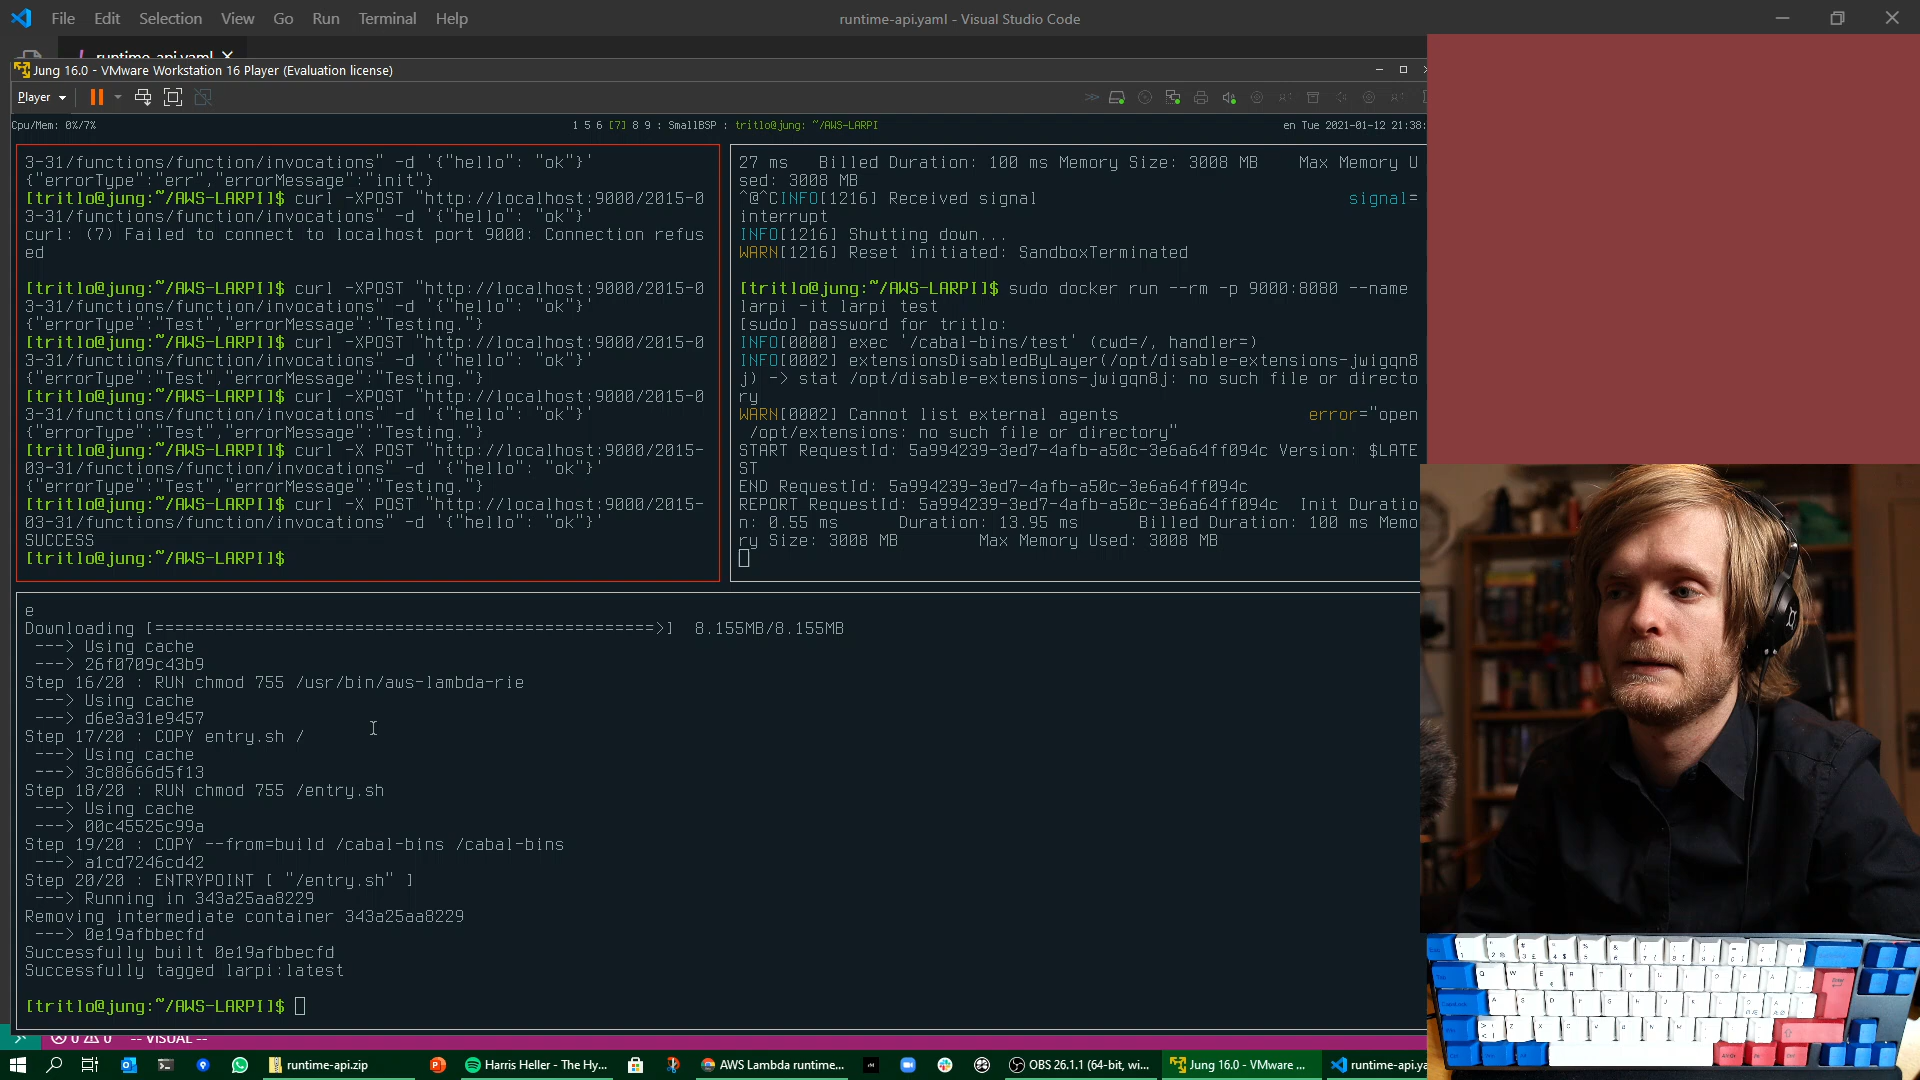 File Edit Selection View Go Run Terminal Help
runtime-api.yaml - Visual Studio Code
runtime-api.yaml
Jung 16.0 - VMware Workstation 16 Player (Evaluation license)
Player
Cpu/Mem: 0%/7%
1 5 6 [7] 8 9 : SmallBSP : tritlo@jung: ~/AWS-LARPI
en Tue 2021-01-12 21:38:
3-31/functions/function/invocations" -d '{"hello": "ok"}'
{"errorType":"err","errorMessage":"init"}
[tritlo@jung:~/AWS-LARPI]$ curl -XPOST "http://localhost:9000/2015-0
3-31/functions/function/invocations" -d '{"hello": "ok"}'
curl: (7) Failed to connect to localhost port 9000: Connection refus
ed
[tritlo@jung:~/AWS-LARPI]$ curl -XPOST "http://localhost:9000/2015-0
3-31/functions/function/invocations" -d '{"hello": "ok"}'
{"errorType":"Test","errorMessage":"Testing."}
[tritlo@jung:~/AWS-LARPI]$ curl -XPOST "http://localhost:9000/2015-0
3-31/functions/function/invocations" -d '{"hello": "ok"}'
{"errorType":"Test","errorMessage":"Testing."}
[tritlo@jung:~/AWS-LARPI]$ curl -XPOST "http://localhost:9000/2015-0
3-31/functions/function/invocations" -d '{"hello": "ok"}'
{"errorType":"Test","errorMessage":"Testing."}
[tritlo@jung:~/AWS-LARPI]$ curl -X POST "http://localhost:9000/2015-
03-31/functions/function/invocations" -d '{"hello": "ok"}'
{"errorType":"Test","errorMessage":"Testing."}
[tritlo@jung:~/AWS-LARPI]$ curl -X POST "http://localhost:9000/2015-
03-31/functions/function/invocations" -d '{"hello": "ok"}'
SUCCESS
[tritlo@jung:~/AWS-LARPI]$
27 ms Billed Duration: 100 ms Memory Size: 3008 MB Max Memory U
sed: 3008 MB
^@^CINFO[1216] Received signal signal=
interrupt
INFO[1216] Shutting down...
WARN[1216] Reset initiated: SandboxTerminated
[tritlo@jung:~/AWS-LARPI]$ sudo docker run --rm -p 9000:8080 --name
larpi -it larpi test
[sudo] password for tritlo:
INFO[0000] exec '/cabal-bins/test' (cwd=/, handler=)
INFO[0002] extensionsDisabledByLayer(/opt/disable-extensions-jwigqn8
j) -> stat /opt/disable-extensions-jwigqn8j: no such file or directo
ry
WARN[0002] Cannot list external agents error="open
/opt/extensions: no such file or directory"
START RequestId: 5a994239-3ed7-4afb-a50c-3e6a64ff094c Version: $LATE
ST
END RequestId: 5a994239-3ed7-4afb-a50c-3e6a64ff094c
REPORT RequestId: 5a994239-3ed7-4afb-a50c-3e6a64ff094c Init Duratio
n: 0.55 ms Duration: 13.95 ms Billed Duration: 100 ms Memo
ry Size: 3008 MB Max Memory Used: 3008 MB
e
Downloading [==================================================>] 8.155MB/8.155MB
---> Using cache
---> 26f0709c43b9
Step 16/20 : RUN chmod 755 /usr/bin/aws-lambda-rie
---> Using cache
---> d6e3a31e9457
Step 17/20 : COPY entry.sh /
---> Using cache
---> 3c88666d5f13
Step 18/20 : RUN chmod 755 /entry.sh
---> Using cache
---> 00c45525c99a
Step 19/20 : COPY --from=build /cabal-bins /cabal-bins
---> a1cd7246cd42
Step 20/20 : ENTRYPOINT [ "/entry.sh" ]
---> Running in 343a25aa8229
Removing intermediate container 343a25aa8229
---> 0e19afbbecfd
Successfully built 0e19afbbecfd
Successfully tagged larpi:latest
[tritlo@jung:~/AWS-LARPI]$
0 0 -- VISUAL --
runtime-api.zip
Harris Heller - The Hy...
AWS Lambda runtime...
OBS 26.1.1 (64-bit, wi...
Jung 16.0 - VMware ...
runtime-api.ya